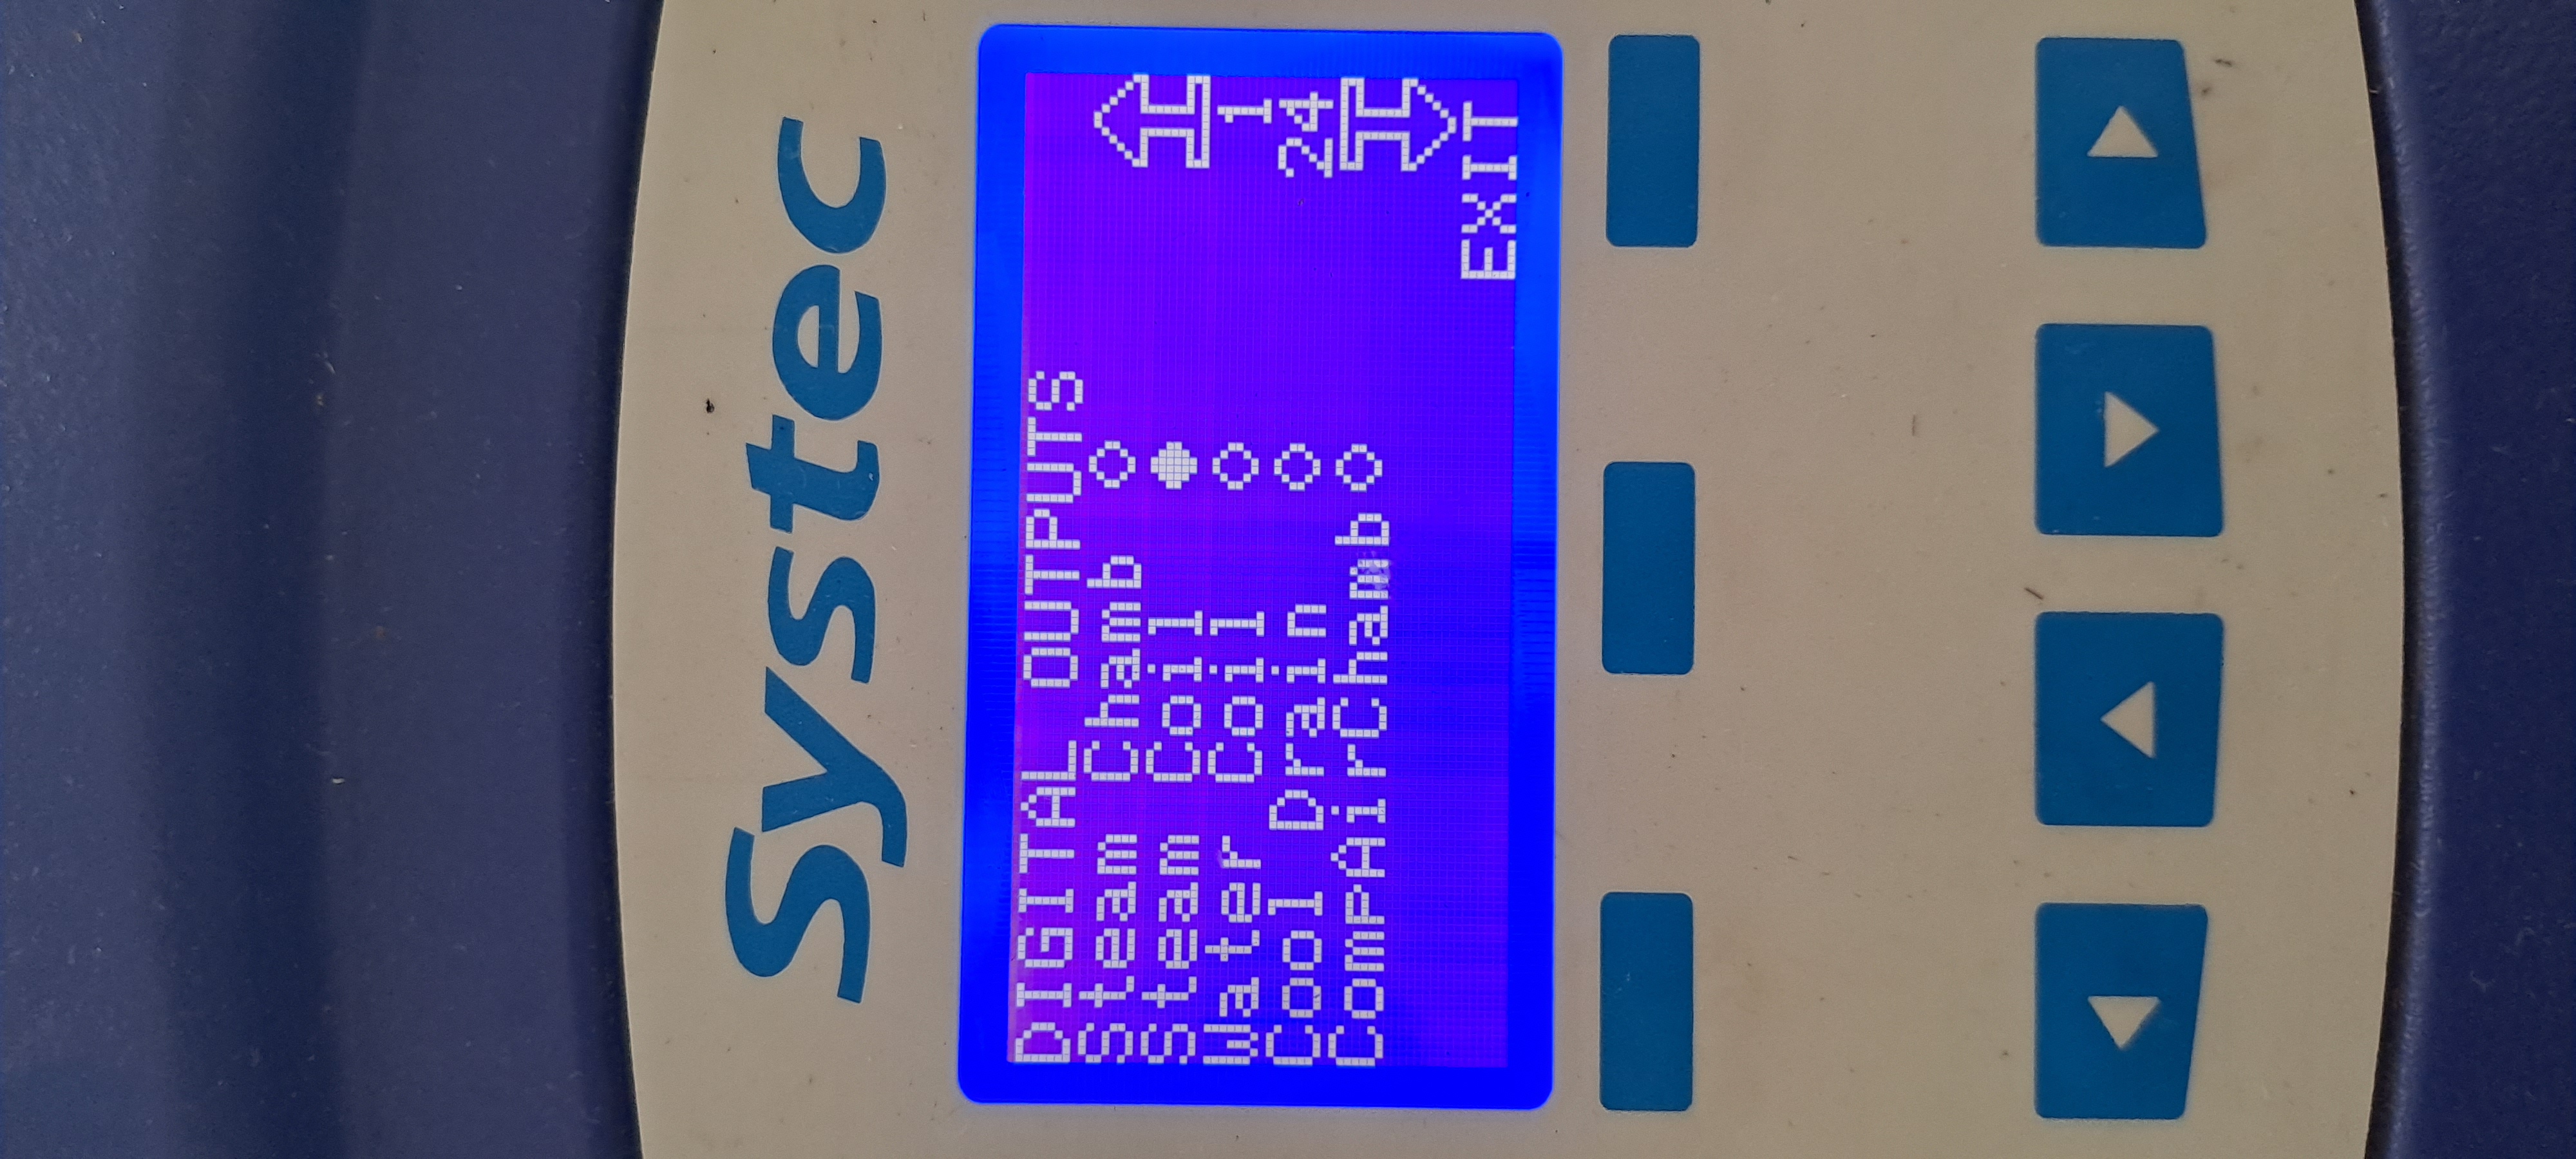 Systec
DIGITAL OUTPUTS
Steam Chamb
Steam Coil
Water Coil
1
Cool Drain
24
CompAirChamb
EXIT